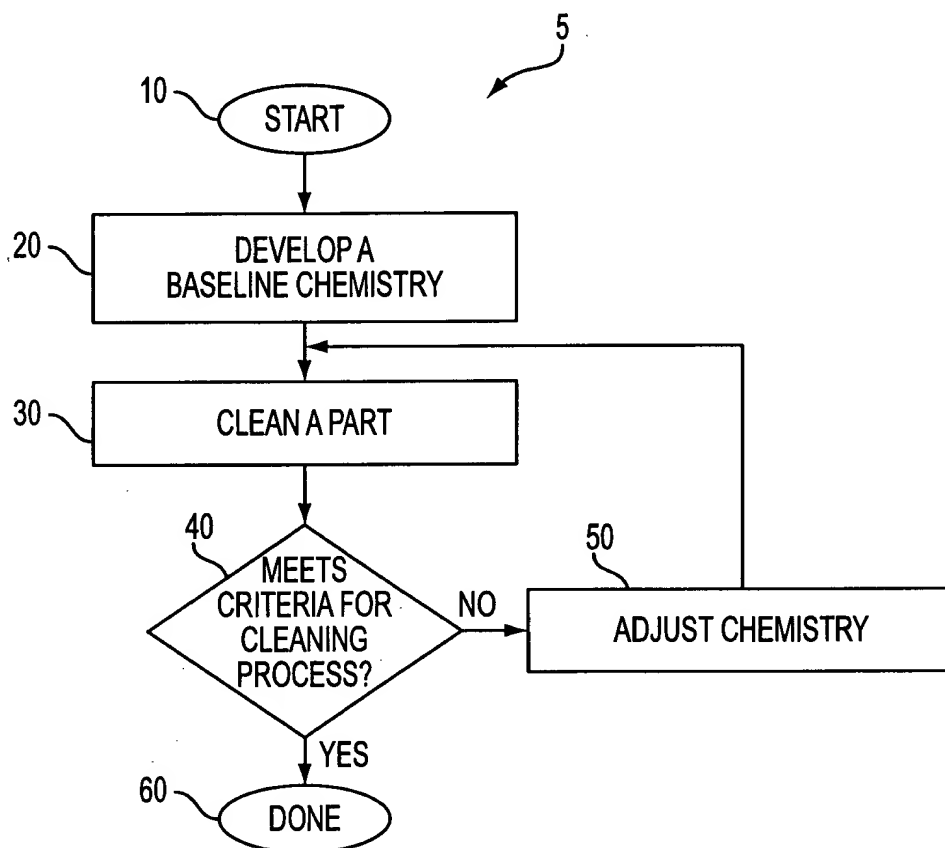 5
10
START
20
DEVELOP A
BASELINE CHEMISTRY
30
CLEAN A PART
40
MEETS
CRITERIA FOR
CLEANING
PROCESS?
NO
50
ADJUST CHEMISTRY
YES
60
DONE